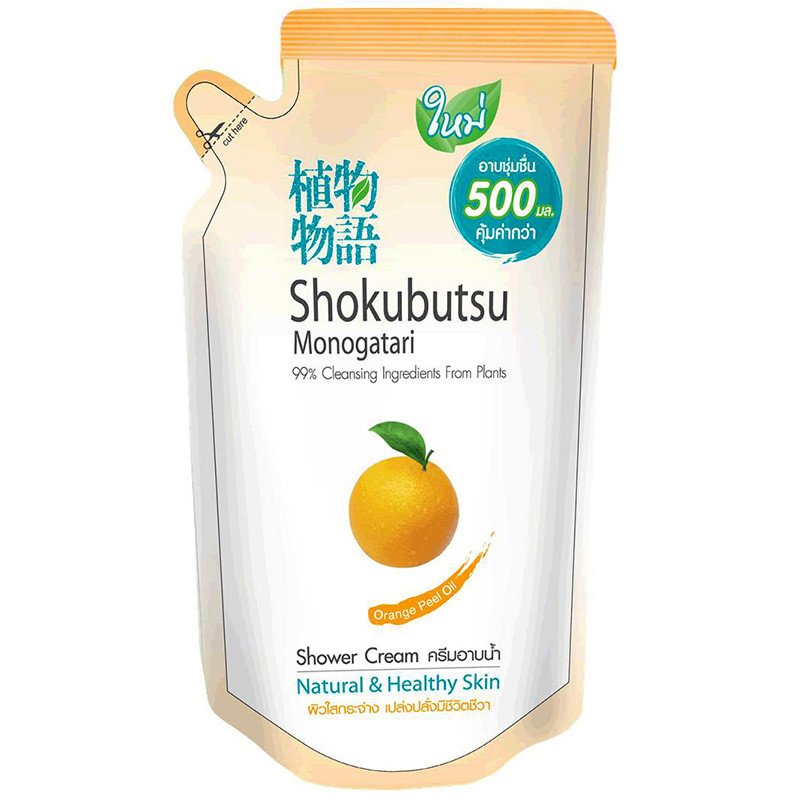 cut here
ใหม่
อาบชุ่มชื่น
500 มล.
คุ้มค่ากว่า
植物
物語
Shokubutsu
Monogatari
99% Cleansing Ingredients From Plants
Orange Peel Oil
Shower Cream ครีมอาบน้ำ
Natural & Healthy Skin
ผิวใสกระจ่าง เปล่งปลั่งมีชีวิตชีวา